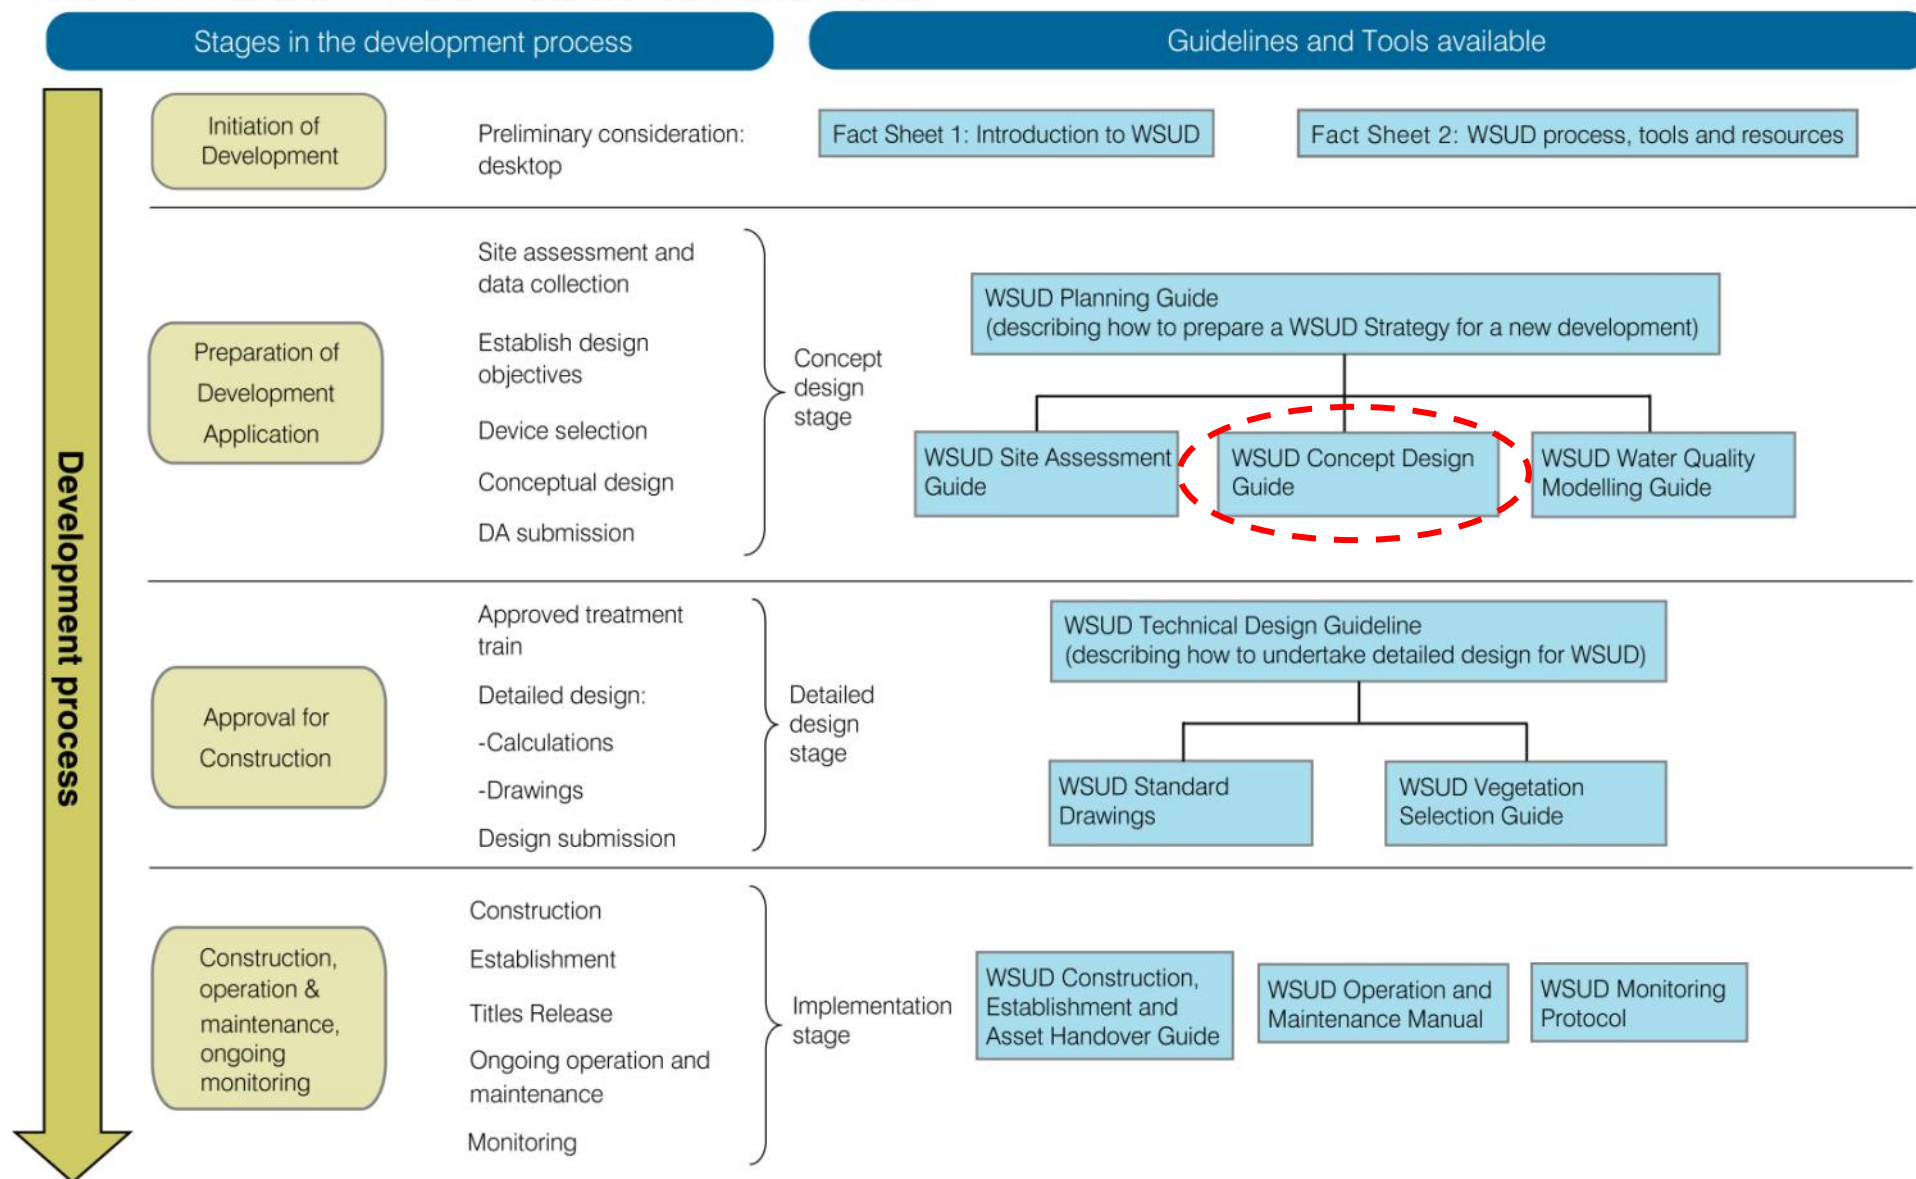 Stages in the development process
Guidelines and Tools available
Development process
Initiation of
Development
Preliminary consideration:
desktop
Fact Sheet 1: Introduction to WSUD
Fact Sheet 2: WSUD process, tools and resources
Preparation of
Development
Application
Site assessment and
data collection
Establish design
objectives
Device selection
Conceptual design
DA submission
Concept
design
stage
WSUD Planning Guide
(describing how to prepare a WSUD Strategy for a new development)
WSUD Site Assessment
Guide
WSUD Concept Design
Guide
WSUD Water Quality
Modelling Guide
Approval for
Construction
Approved treatment
train
Detailed design:
-Calculations
-Drawings
Design submission
Detailed
design
stage
WSUD Technical Design Guideline
(describing how to undertake detailed design for WSUD)
WSUD Standard
Drawings
WSUD Vegetation
Selection Guide
Construction,
operation &
maintenance,
ongoing
monitoring
Construction
Establishment
Titles Release
Ongoing operation and
maintenance
Monitoring
Implementation
stage
WSUD Construction,
Establishment and
Asset Handover Guide
WSUD Operation and
Maintenance Manual
WSUD Monitoring
Protocol